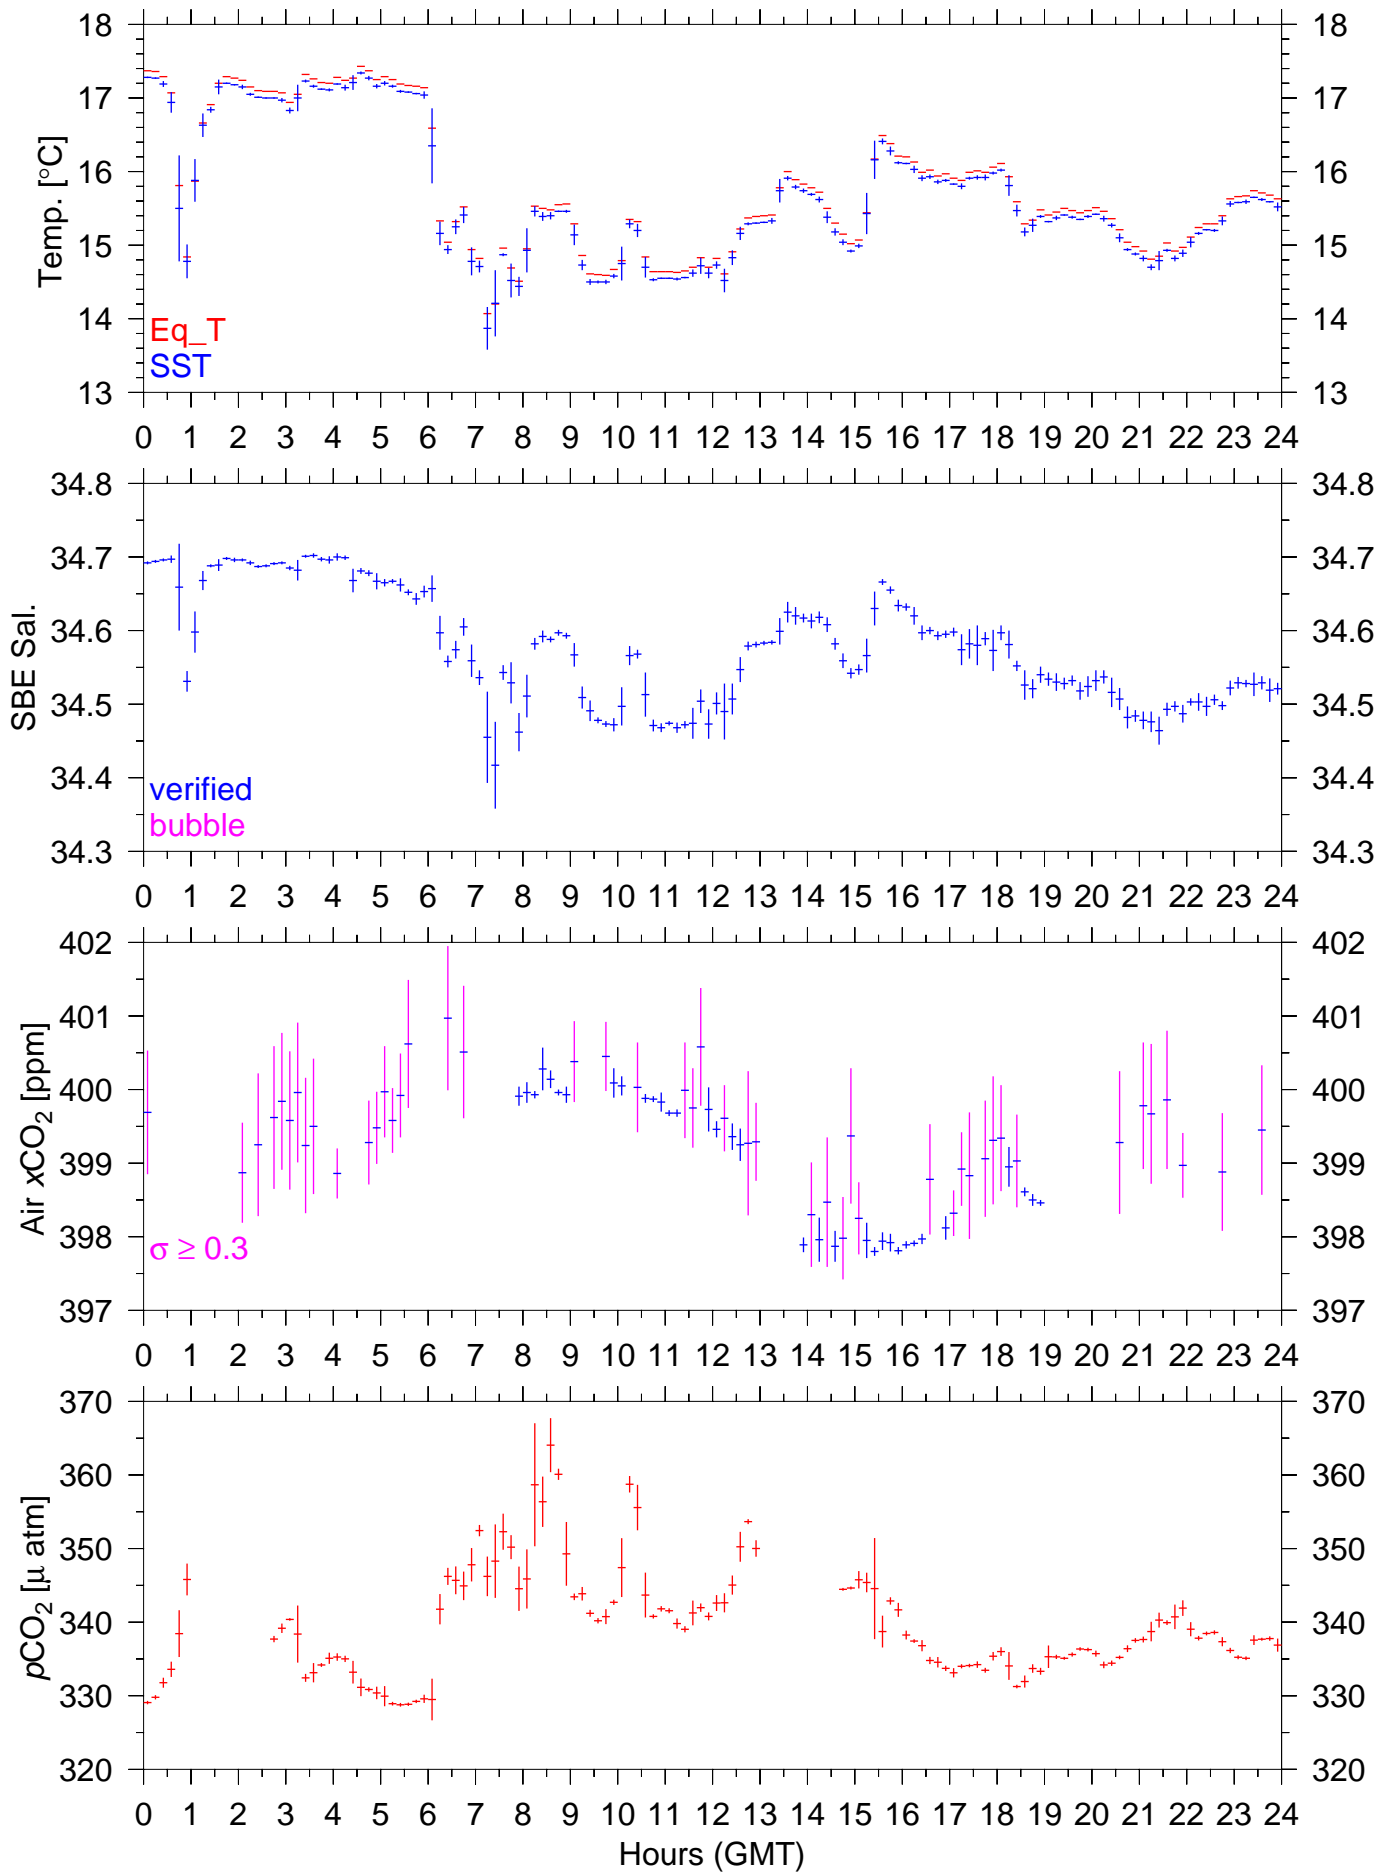 18 18
17 17
16 16
15 15
14 14
13 13
Temp. [°C]
Eq_T
SST
0 1 2 3 4 5 6 7 8 9 10 11 12 13 14 15 16 17 18 19 20 21 22 23 24
34.8 34.8
34.7 34.7
34.6 34.6
34.5 34.5
34.4 34.4
34.3 34.3
SBE Sal.
verified
bubble
0 1 2 3 4 5 6 7 8 9 10 11 12 13 14 15 16 17 18 19 20 21 22 23 24
402 402
401 401
400 400
399 399
398 398
397 397
Air xCO₂ [ppm]
σ ≥ 0.3
0 1 2 3 4 5 6 7 8 9 10 11 12 13 14 15 16 17 18 19 20 21 22 23 24
370 370
360 360
350 350
340 340
330 330
320 320
pCO₂ [μ atm]
0 1 2 3 4 5 6 7 8 9 10 11 12 13 14 15 16 17 18 19 20 21 22 23 24
Hours (GMT)